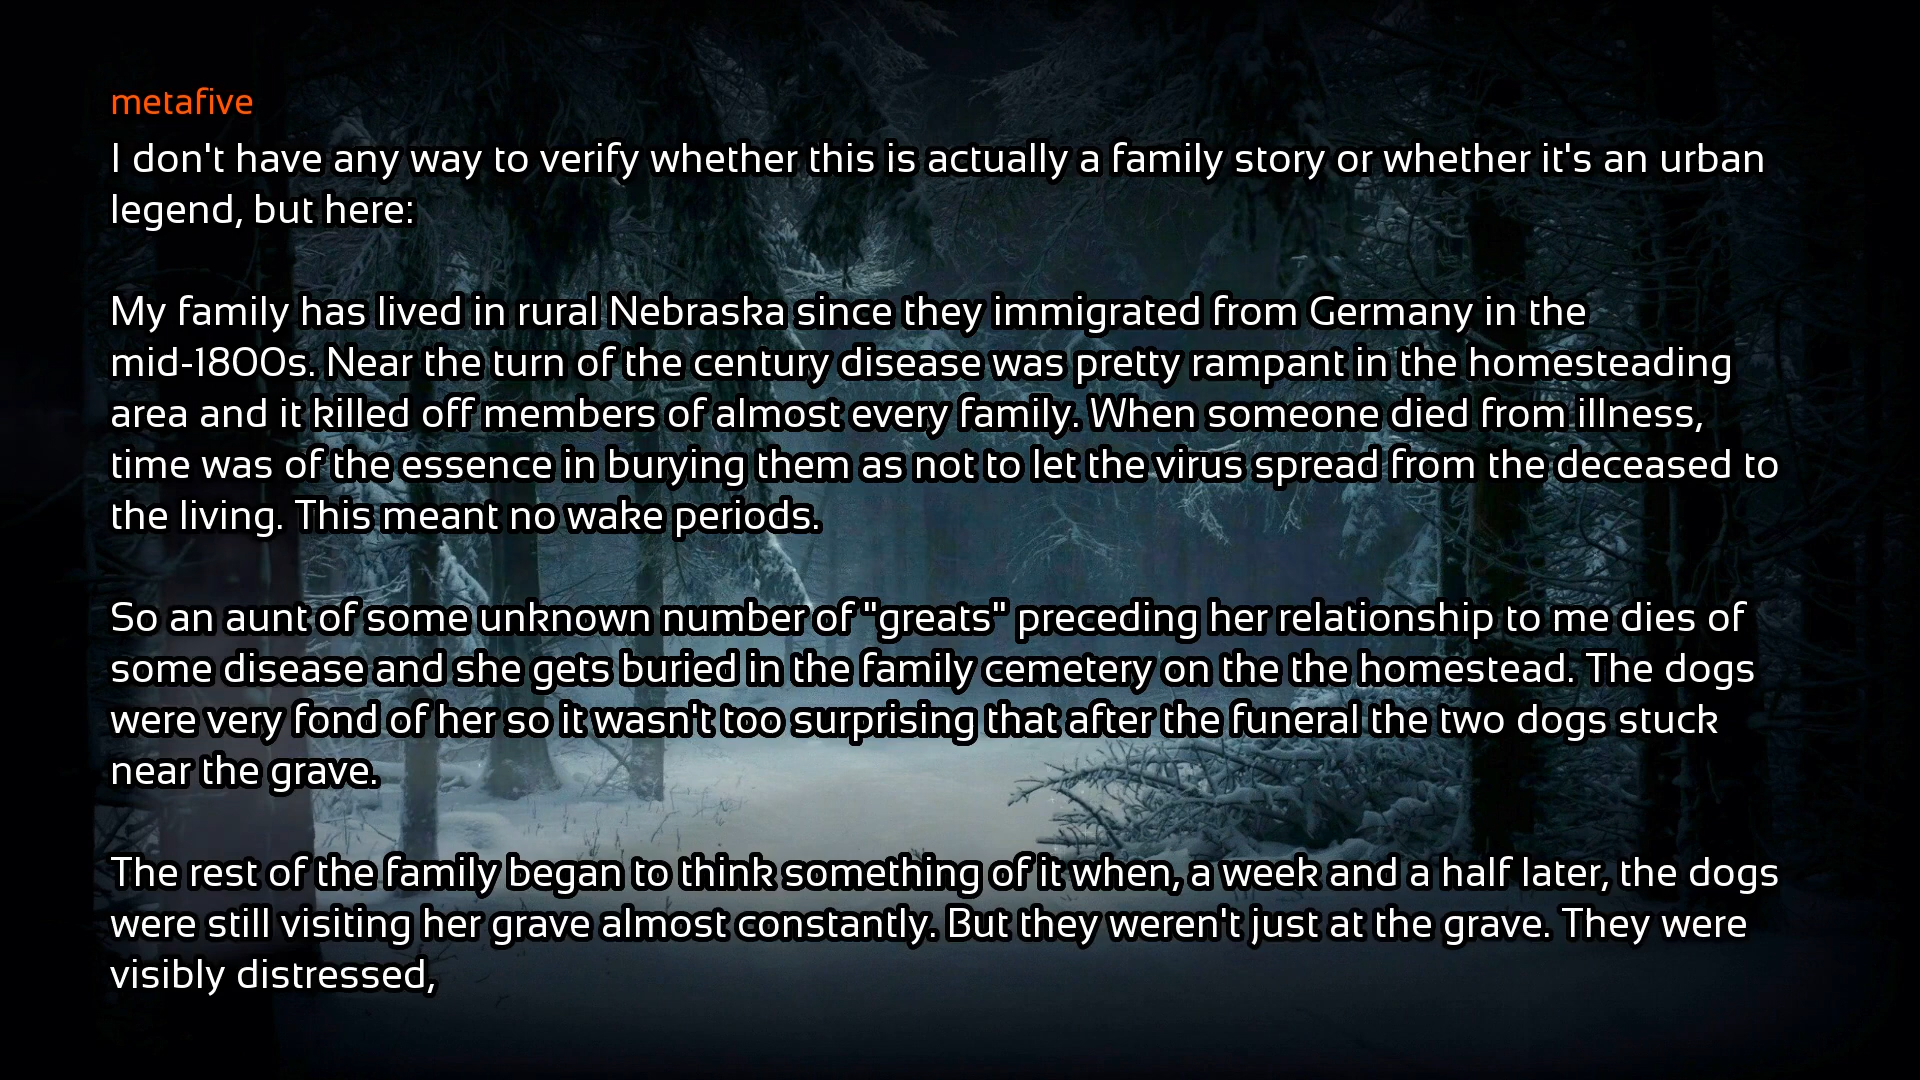 metafive
I don't have any way to verify whether this is actually a family story or whether it's an urban
legend, but here:
My family has lived in rural Nebraska since they immigrated from Germany in the
mid-1800s. Near the turn of the century disease was pretty rampant in the homesteading
area and it killed off members of almost every family. When someone died from illness,
time was of the essence in burying them as not to let the virus spread from the deceased to
the living. This meant no wake periods.
So an aunt of some unknown number of "greats" preceding her relationship to me dies of
some disease and she gets buried in the family cemetery on the the homestead. The dogs
were very fond of her so it wasn't too surprising that after the funeral the two dogs stuck
near the grave.
The rest of the family began to think something of it when, a week and a half later, the dogs
were still visiting her grave almost constantly. But they weren't just at the grave. They were
visibly distressed,